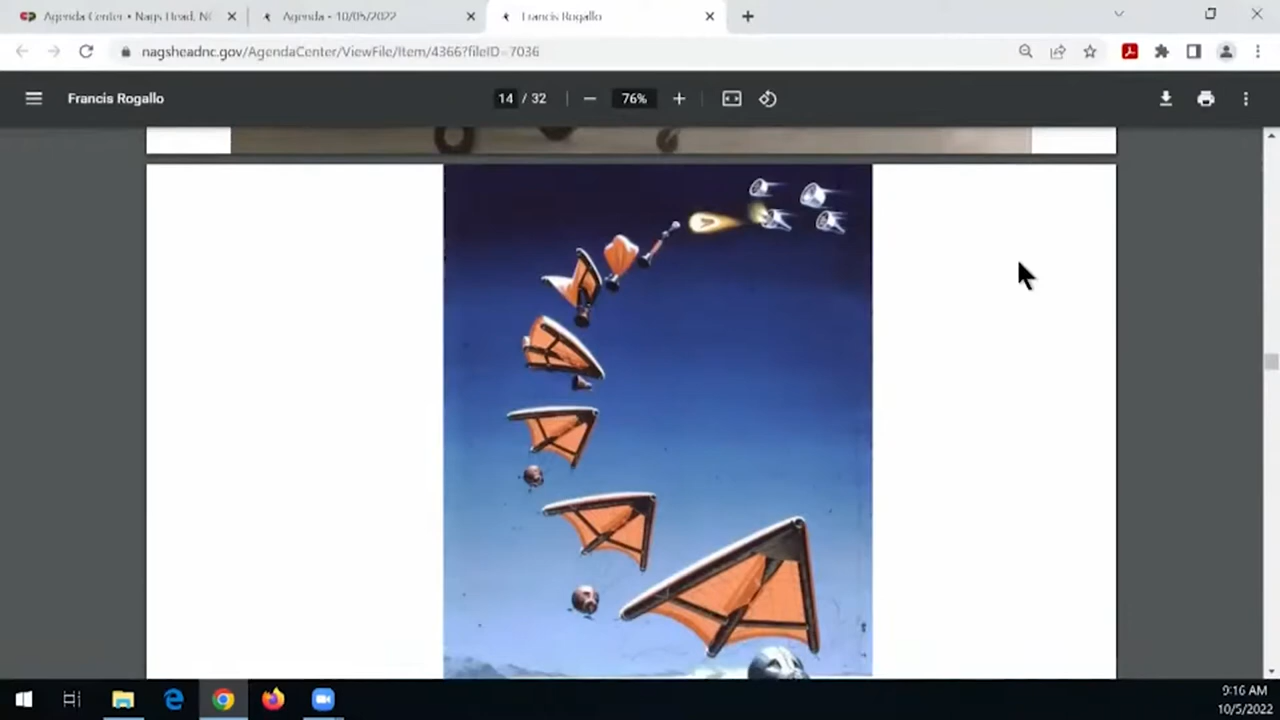 Agenda Center • Nags Head, NC
Agenda - 10/05/2022
Francis Rogallo
nagsheadnc.gov/AgendaCenter/ViewFile/Item/4366?fileID=7036
Francis Rogallo
14 / 32
76%
9:16 AM
10/5/2022